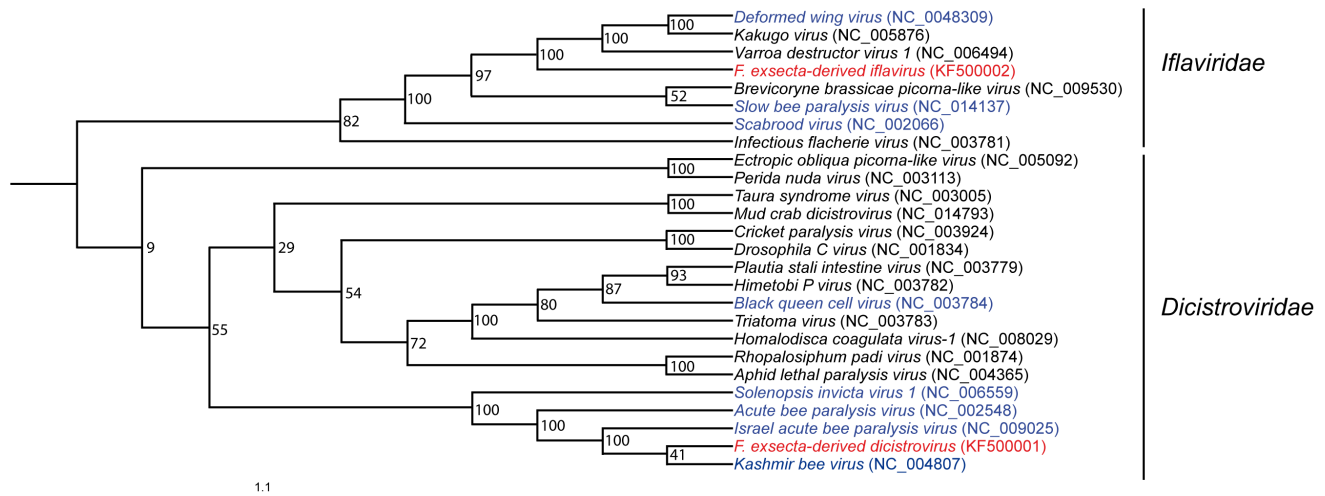 Deformed wing virus (NC_0048309)
100
Kakugo virus (NC_005876)
100
Varroa destructor virus 1 (NC_006494)
100
F. exsecta-derived iflavirus (KF500002)
97
Brevicoryne brassicae picorna-like virus (NC_009530)
52
Slow bee paralysis virus (NC_014137)
100
Scabrood virus (NC_002066)
82
Infectious flacherie virus (NC_003781)
Iflaviridae
Ectropic obliqua picorna-like virus (NC_005092)
100
Perida nuda virus (NC_003113)
Taura syndrome virus (NC_003005)
100
Mud crab dicistrovirus (NC_014793)
Cricket paralysis virus (NC_003924)
100
Drosophila C virus (NC_001834)
9
29
Plautia stali intestine virus (NC_003779)
93
Himetobi P virus (NC_003782)
87
Black queen cell virus (NC_003784)
54
80
Triatoma virus (NC_003783)
100
Homalodisca coagulata virus-1 (NC_008029)
55
72
Rhopalosiphum padi virus (NC_001874)
100
Aphid lethal paralysis virus (NC_004365)
Dicistroviridae
Solenopsis invicta virus 1 (NC_006559)
100
Acute bee paralysis virus (NC_002548)
100
Israel acute bee paralysis virus (NC_009025)
100
F. exsecta-derived dicistrovirus (KF500001)
41
Kashmir bee virus (NC_004807)
1.1